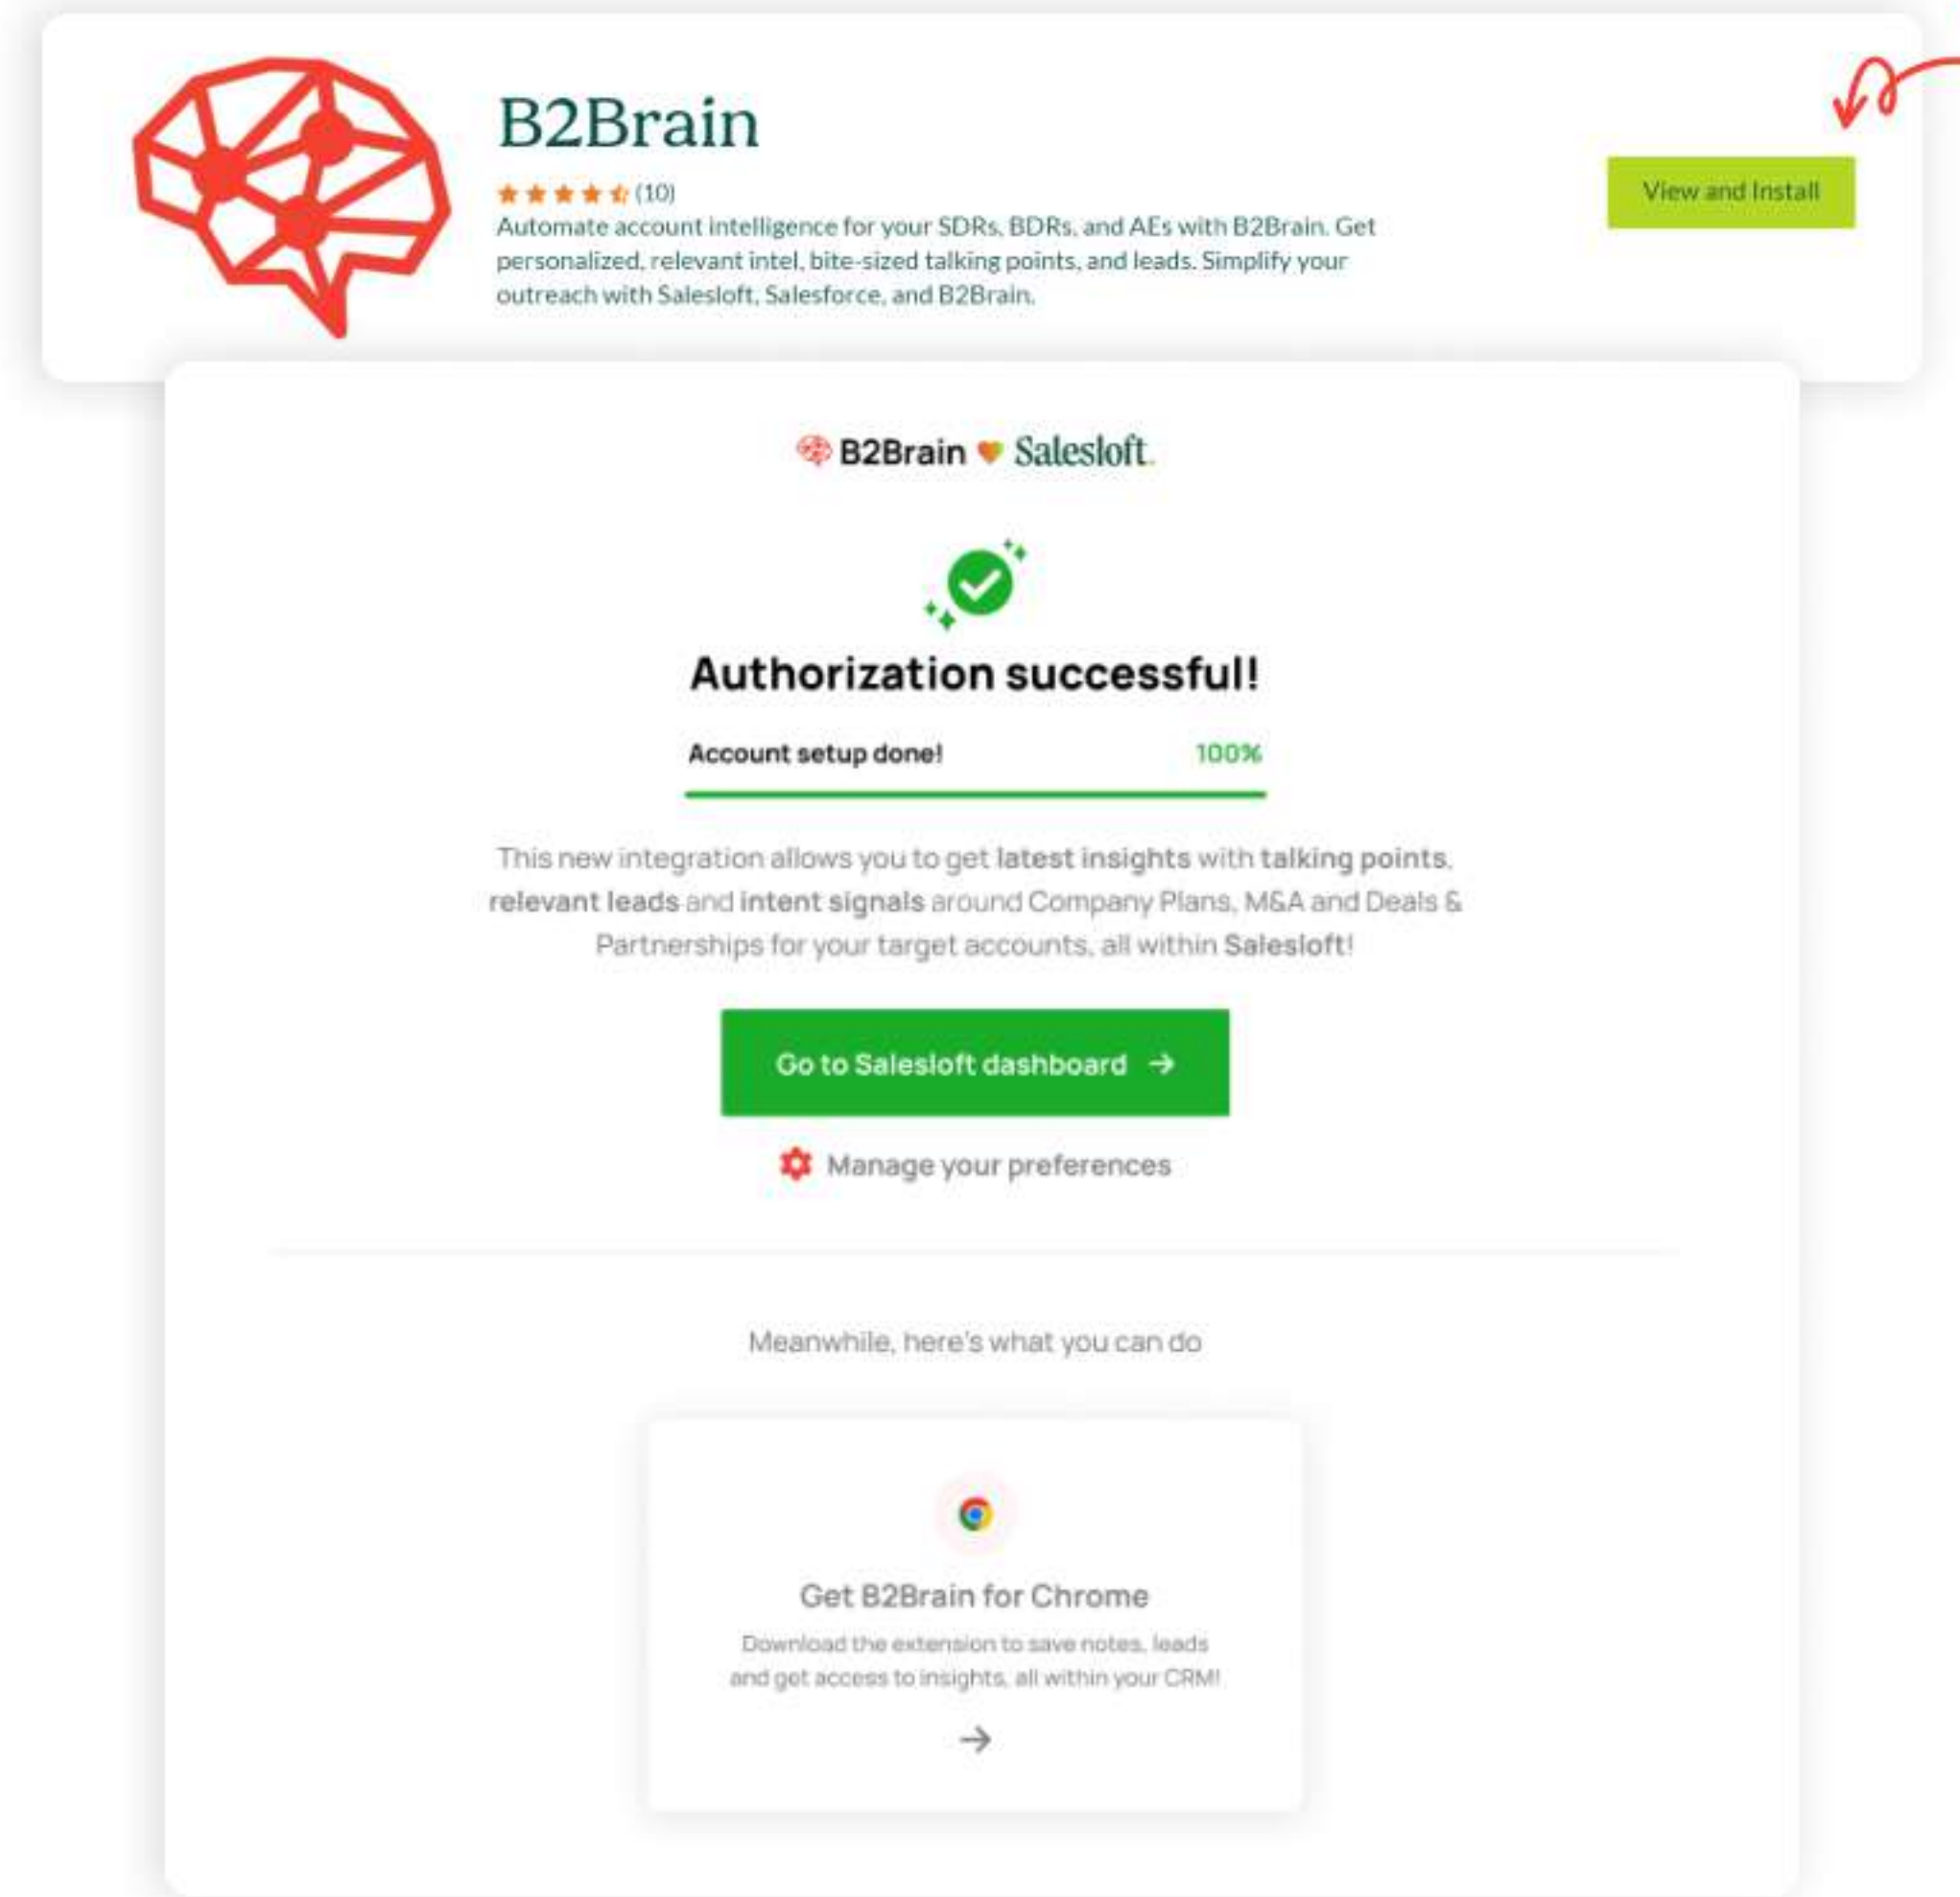 B2Brain
(10)
Automate account intelligence for your SDRs, BDRs, and AEs with B2Brain. Get
personalized, relevant intel, bite-sized talking points, and leads. Simplify your
outreach with Salesloft, Salesforce, and B2Brain.
View and Install
B2Brain Salesloft.
Authorization successful!
Account setup done! 100%
This new integration allows you to get latest insights with talking points,
relevant leads and intent signals around Company Plans, M&A and Deals &
Partnerships for your target accounts, all within Salesloft!
Go to Salesloft dashboard →
Manage your preferences
Meanwhile, here's what you can do
Get B2Brain for Chrome
Download the extension to save notes, leads
and get access to insights, all within your CRM!
→